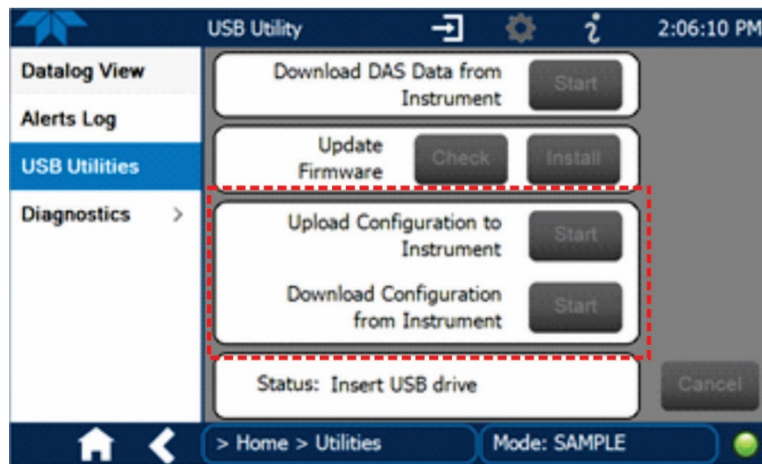 USB Utility
2:06:10 PM
Datalog View
Alerts Log
USB Utilities
Diagnostics >
Download DAS Data from
Instrument
Start
Update
Firmware
Check
Install
Upload Configuration to
Instrument
Start
Download Configuration
from Instrument
Start
Status: Insert USB drive
Cancel
> Home > Utilities
Mode: SAMPLE